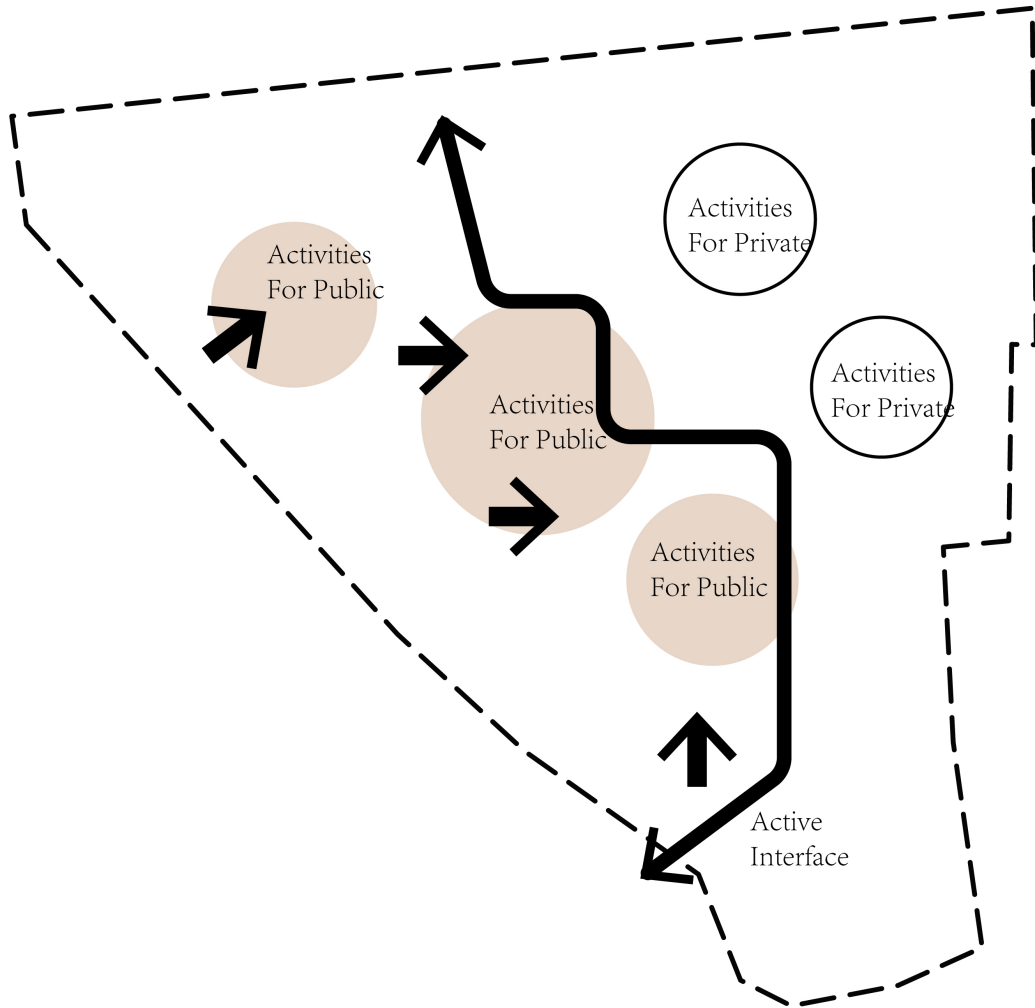 Activities
For Private
Activities
For Public
Activities
For Private
Activities
For Public
Activities
For Public
Active
Interface